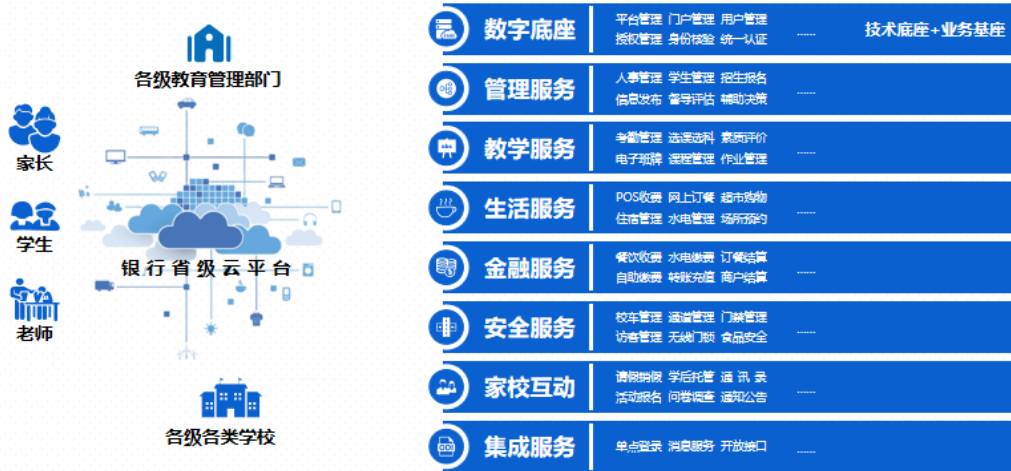 各级教育管理部门
家长
学生
银行省级云平台
老师
各级各类学校
数字底座
平台管理 门户管理 用户管理
授权管理 身份核验 统一认证
......
技术底座+业务基座
管理服务
人事管理 学生管理 招生报名
信息发布 督导评估 辅助决策
......
教学服务
考勤管理 选课选科 素质评价
电子班牌 课程管理 作业管理
......
生活服务
POS收费 网上订餐 超市购物
住宿管理 水电管理 场所预约
......
金融服务
餐饮收费 水电缴费 订餐结算
自助缴费 转账充值 商户结算
......
安全服务
校车管理 通道管理 门禁管理
访客管理 无线门锁 食品安全
......
家校互动
请假销假 学后托管 通 讯 录
活动报名 问卷调查 通知公告
......
集成服务
单点登录 消息服务 开放接口
......